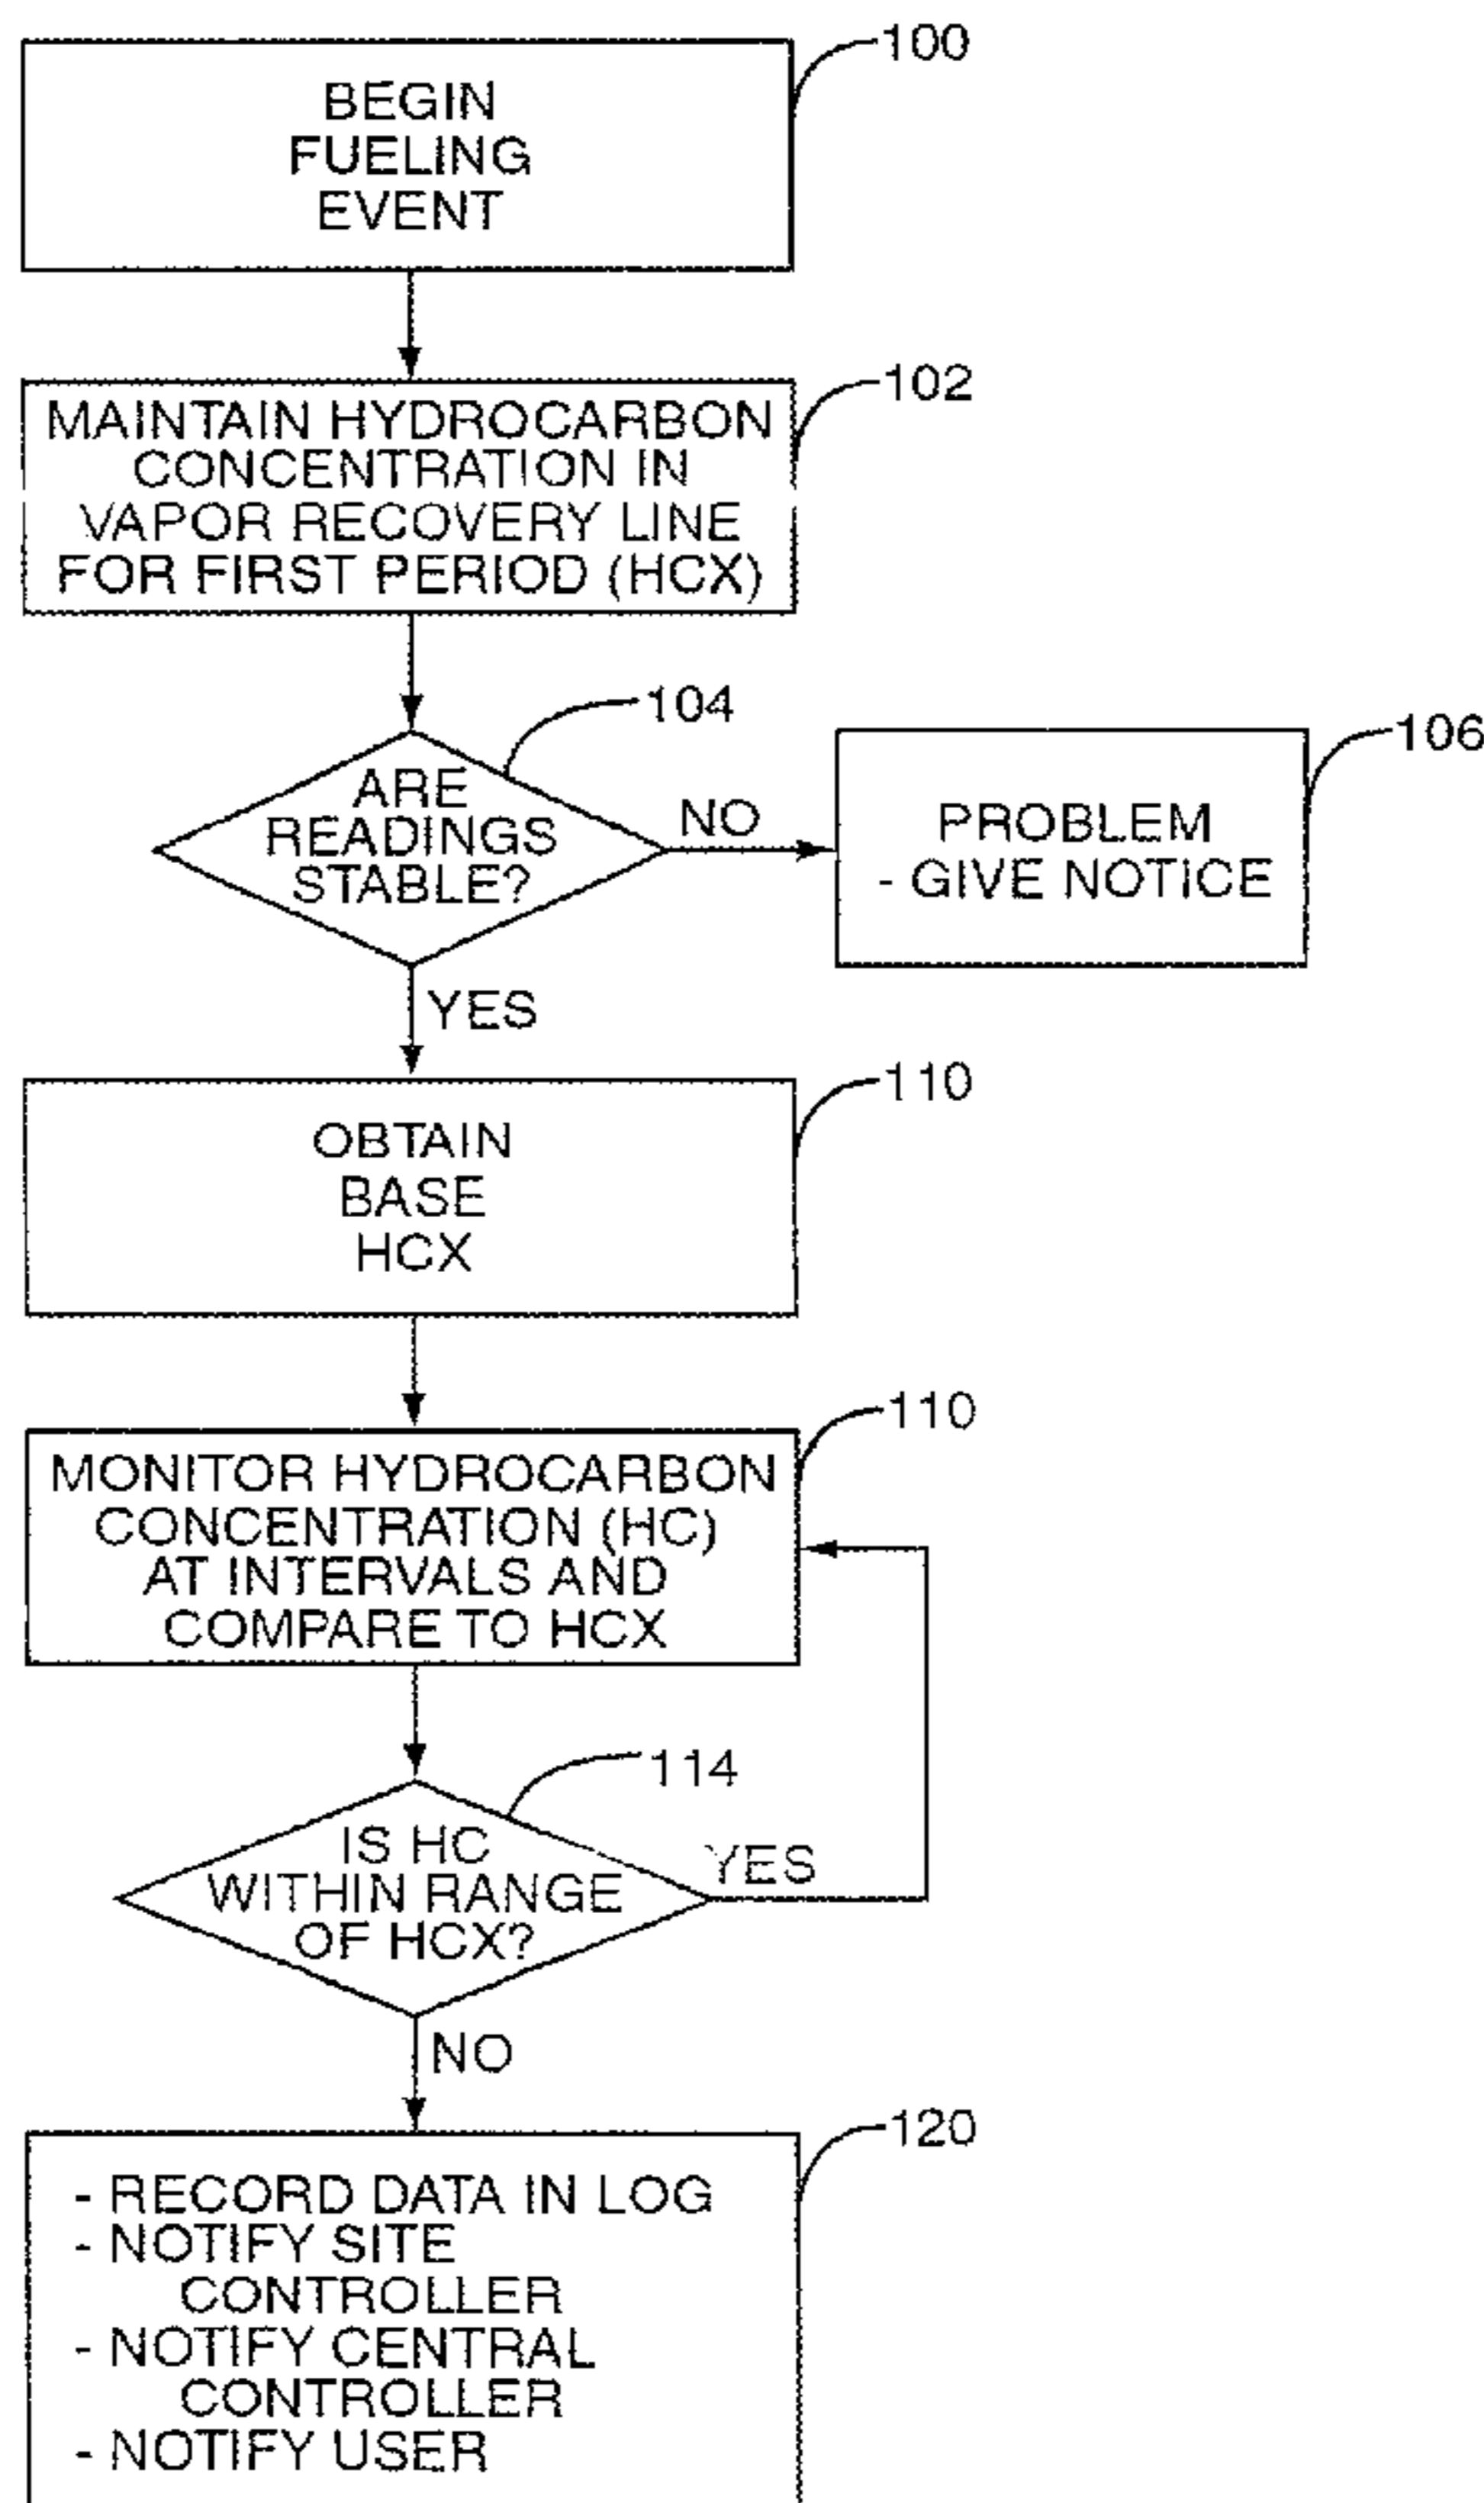 100
BEGIN
FUELING
EVENT
102
MAINTAIN HYDROCARBON
CONCENTRATION IN
VAPOR RECOVERY LINE
FOR FIRST PERIOD (HCX)
104
ARE
READINGS
STABLE?
NO
106
PROBLEM
- GIVE NOTICE
YES
110
OBTAIN
BASE
HCX
110
MONITOR HYDROCARBON
CONCENTRATION (HC)
AT INTERVALS AND
COMPARE TO HCX
114
IS HC
WITHIN RANGE
OF HCX?
YES
NO
120
- RECORD DATA IN LOG
- NOTIFY SITE
CONTROLLER
- NOTIFY CENTRAL
CONTROLLER
- NOTIFY USER